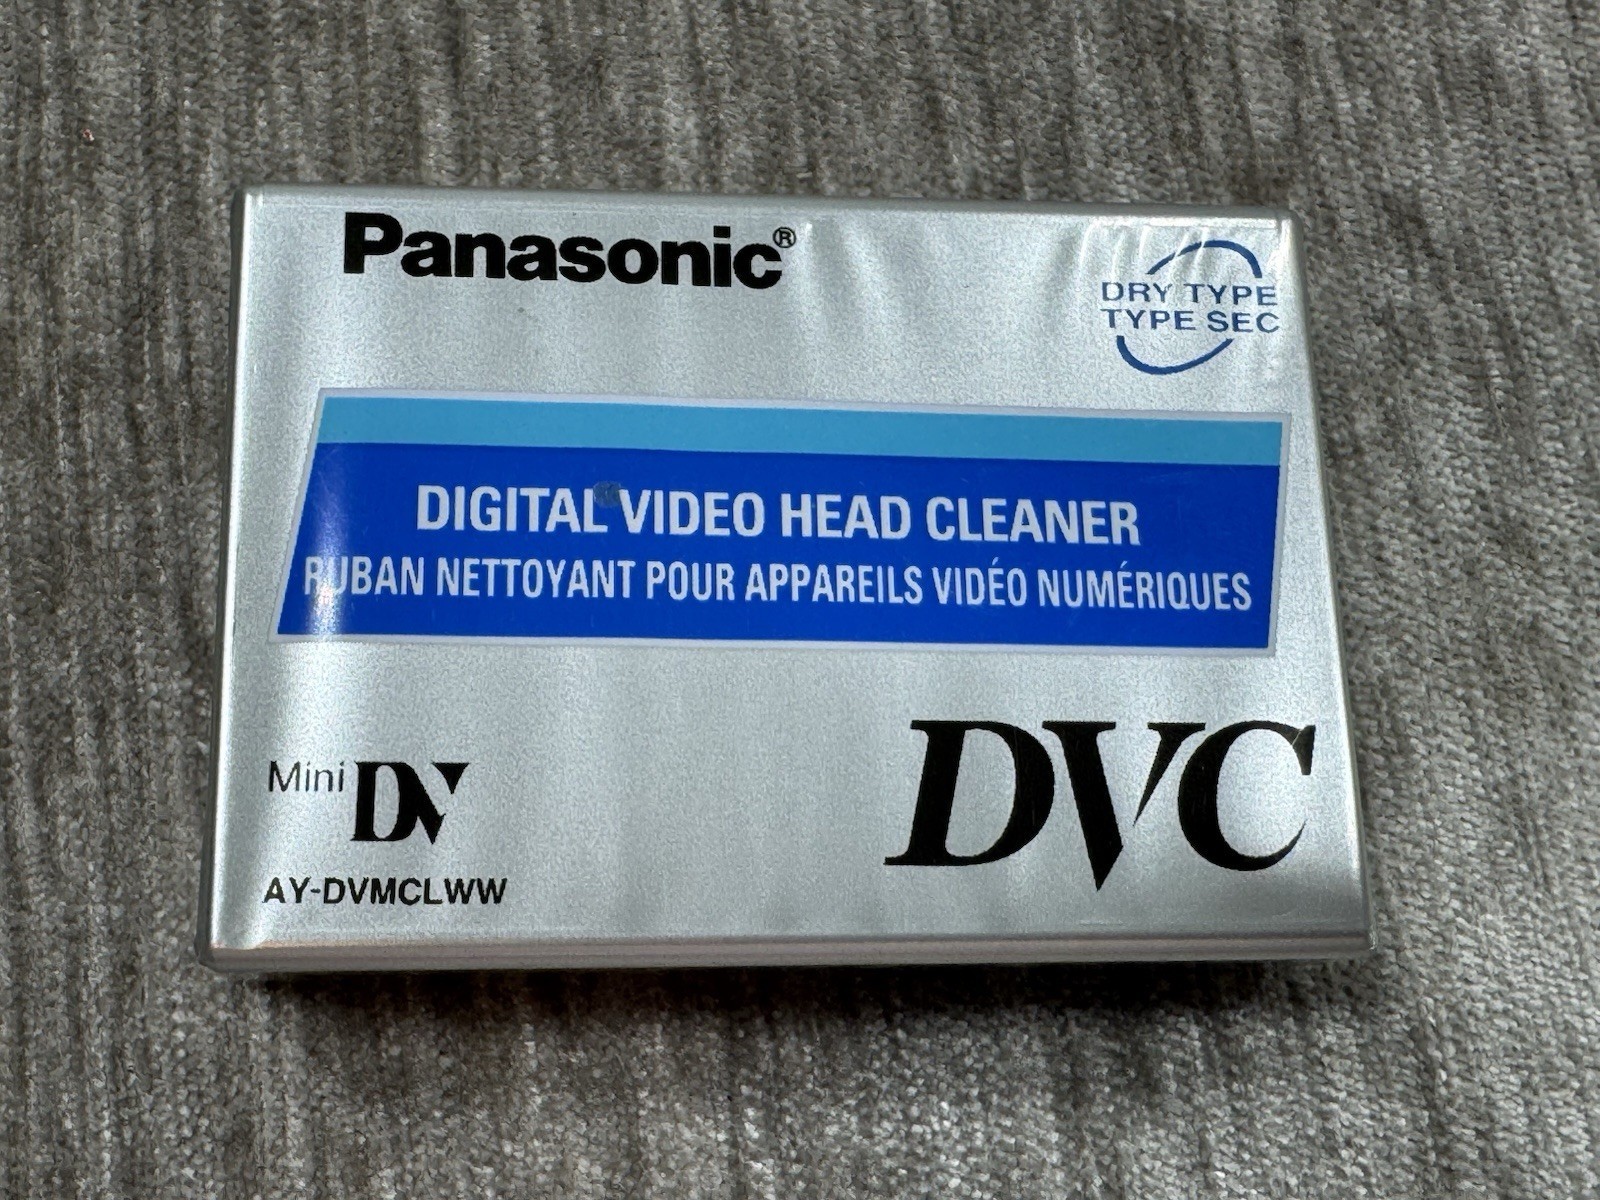 Panasonic®
DRY TYPE
TYPE SEC
DIGITAL VIDEO HEAD CLEANER
RUBAN NETTOYANT POUR APPAREILS VIDÉO NUMÉRIQUES
Mini DV
DVC
AY-DVMCLWW